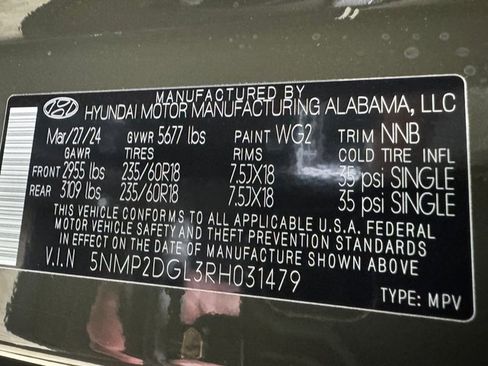 MANUFACTURED BY
HYUNDAI MOTOR MANUFACTURING ALABAMA, LLC
Mar/27/24 GVWR 5677 lbs PAINT WG2 TRIM NNB
GAWR TIRES RIMS COLD TIRE INFL
FRONT 2955 lbs 235/60R18 7.5JX18 35 psi SINGLE
REAR 3109 lbs 235/60R18 7.5JX18 35 psi SINGLE
THIS VEHICLE CONFORMS TO ALL APPLICABLE U.S.A. FEDERAL
MOTOR VEHICLE SAFETY AND THEFT PREVENTION STANDARDS
IN EFFECT ON THE DATE OF MANUFACTURE SHOWN ABOVE
V.I.N 5NMP2DGL3RH031479
TYPE: MPV